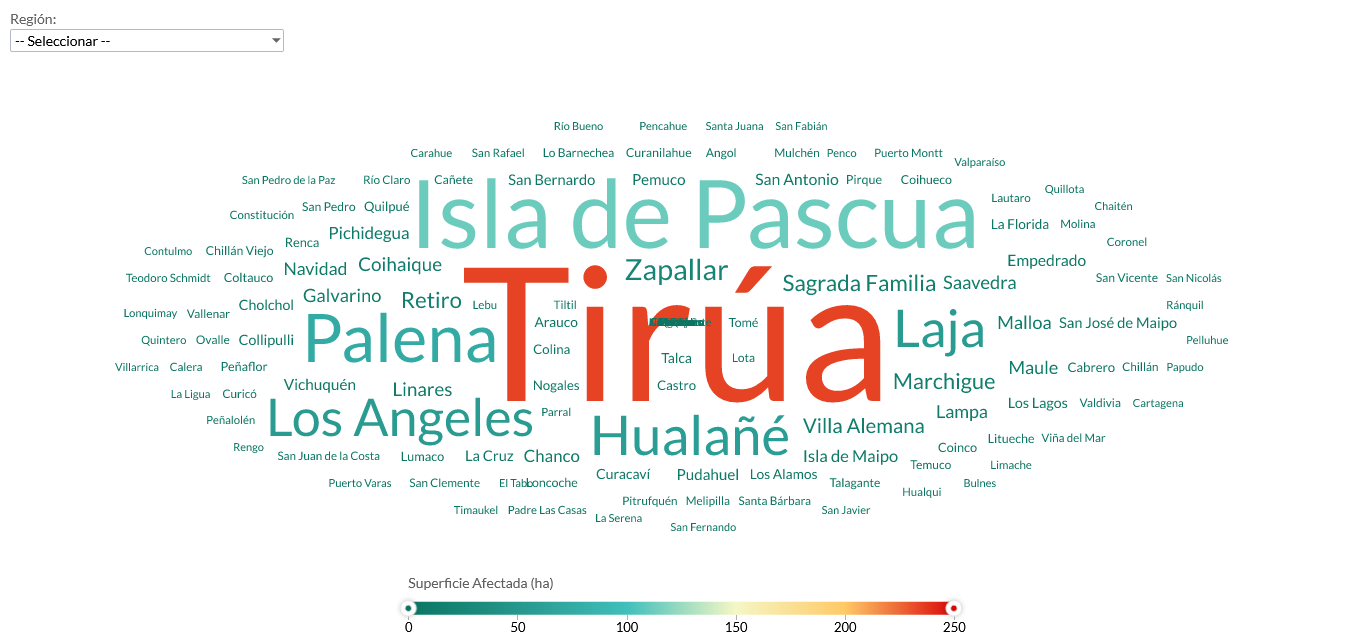 Región:
-- Seleccionar --
Río Bueno Pencahue Santa Juana San Fabián
Carahue San Rafael Lo Barnechea Curanilahue Angol Mulchén Penco Puerto Montt
Valparaíso
San Pedro de la Paz Río Claro Cañete San Bernardo Pemuco San Antonio Pirque Coihueco
Quillota
Lautaro
Constitución San Pedro Quilpué Isla de Pascua Chaitén
La Florida Molina
Pichidegua
Renca Coronel
Contulmo Chillán Viejo
Navidad Coihaique Zapallar Empedrado
Teodoro Schmidt Coltauco Sagrada Familia Saavedra San Vicente San Nicolás
Galvarino Retiro
Cholchol Lebu Tiltil Ránquil
Lonquimay Vallenar Arauco Tirúa Tomé Malloa San José de Maipo
Quintero Ovalle Collipulli Palena Laja Pelluhue
Colina Talca Lota
Villarrica Calera Peñaflor Maule Cabrero Chillán Papudo
Vichuquén Linares Nogales Castro Marchigue
La Ligua Curicó Los Lagos Valdivia Cartagena
Peñalolén Los Angeles Parral Lampa
Hualañé Villa Alemana
Rengo Coinco Litueche Viña del Mar
San Juan de la Costa Lumaco La Cruz Chanco Isla de Maipo
Temuco Limache
Curacaví Pudahuel Los Alamos
Puerto Varas San Clemente El Tabo Loncoche Talagante Bulnes
Hualqui
Pitrufquén Melipilla Santa Bárbara
Timaukel Padre Las Casas San Javier
La Serena
San Fernando
Superficie Afectada (ha)
0 50 100 150 200 250